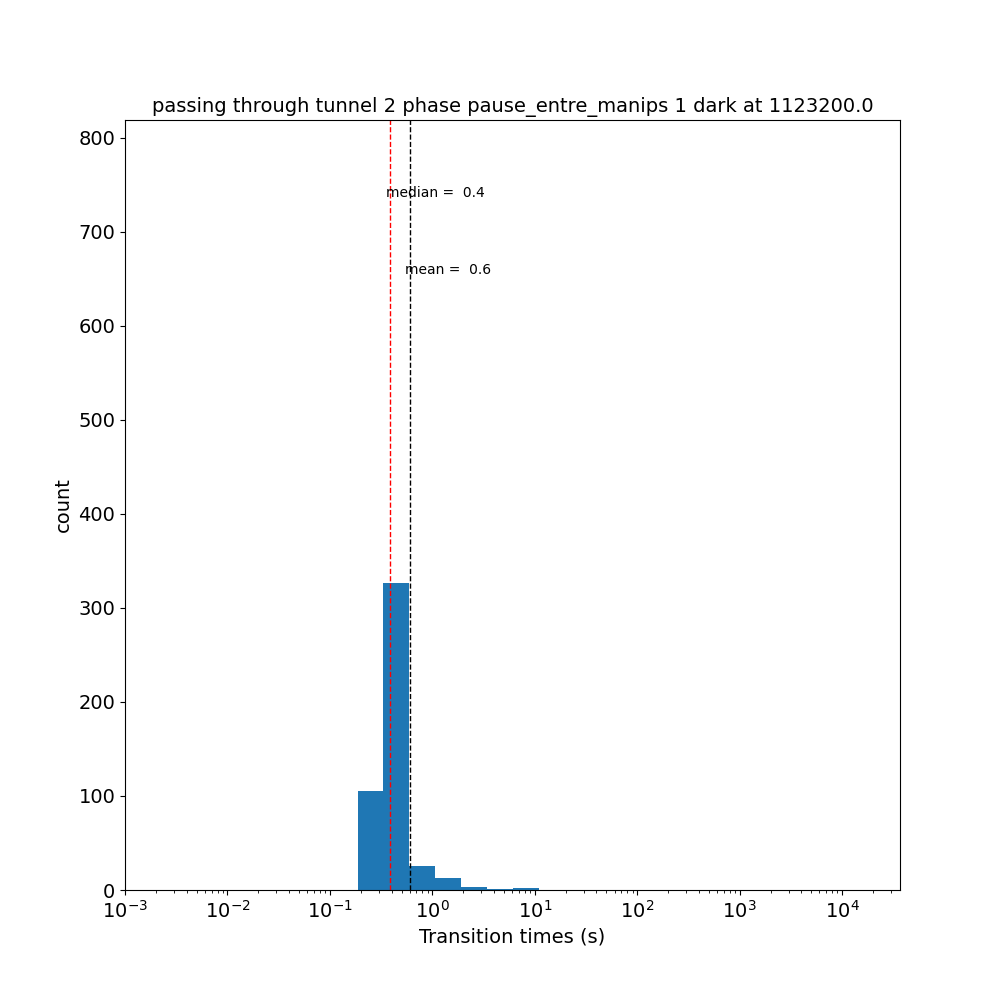 passing through tunnel 2 phase pause_entre_manips 1 dark at 1123200.0
800
median =  0.4
700
mean =  0.6
600
500
400
300
200
100
0
count
10⁻³ 10⁻² 10⁻¹ 10⁰ 10¹ 10² 10³ 10⁴
Transition times (s)